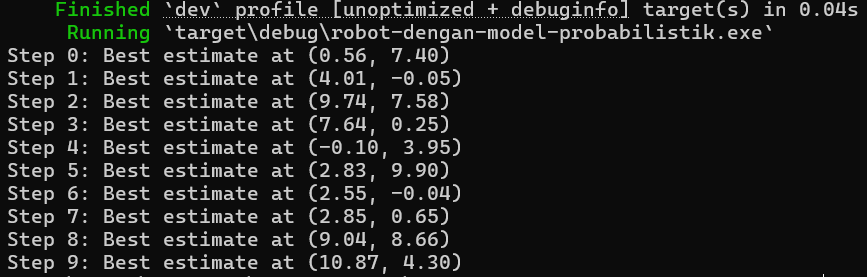 Finished `dev` profile [unoptimized + debuginfo] target(s) in 0.04s
Running `target\debug\robot-dengan-model-probabilistik.exe`
Step 0: Best estimate at (0.56, 7.40)
Step 1: Best estimate at (4.01, -0.05)
Step 2: Best estimate at (9.74, 7.58)
Step 3: Best estimate at (7.64, 0.25)
Step 4: Best estimate at (-0.10, 3.95)
Step 5: Best estimate at (2.83, 9.90)
Step 6: Best estimate at (2.55, -0.04)
Step 7: Best estimate at (2.85, 0.65)
Step 8: Best estimate at (9.04, 8.66)
Step 9: Best estimate at (10.87, 4.30)